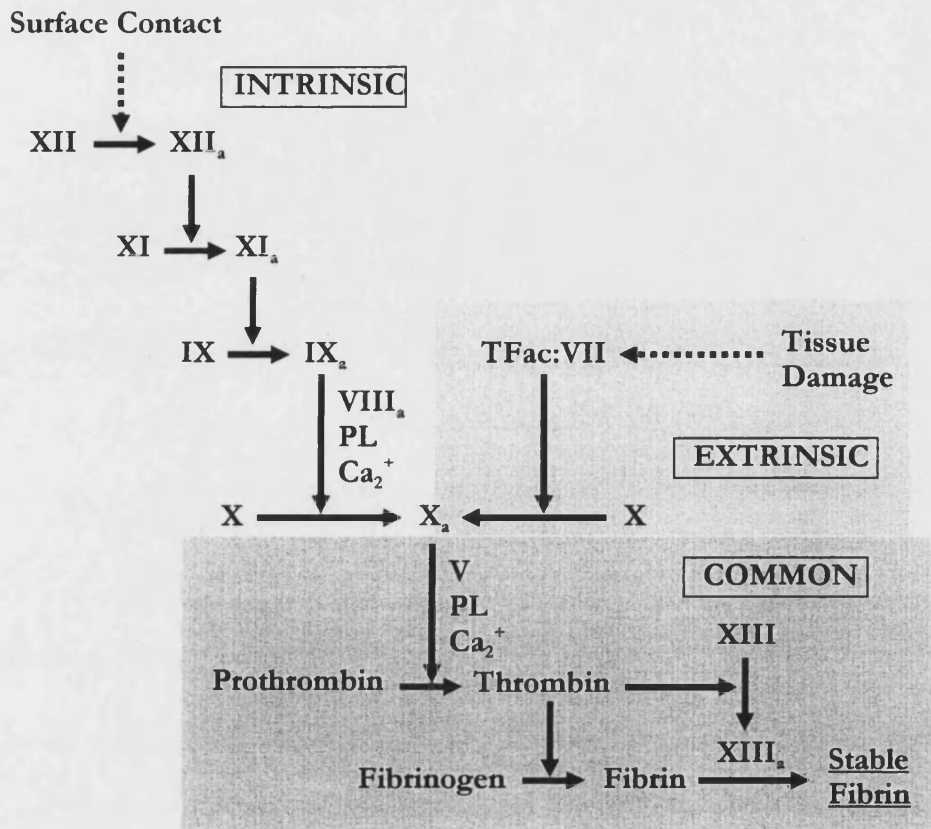 Surface Contact
INTRINSIC
XII XIIa
XI XIa
IX IXa
TFac:VII
Tissue
Damage
VIIIa
PL
Ca2+
EXTRINSIC
X Xa X
COMMON
V
PL
Ca2+
XIII
Prothrombin Thrombin
XIIIa
Fibrinogen Fibrin
Stable
Fibrin